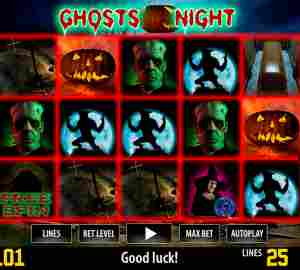 GHOSTS NIGHT
FREE
SPIN
LINES BET LEVEL MAX BET AUTOPLAY
Good luck!
.01 LINES 25